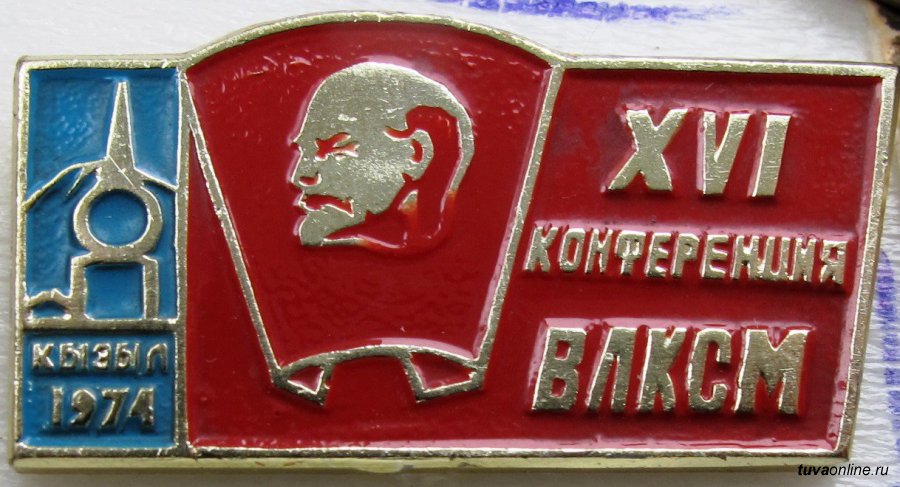 КЫЗЫЛ
1974
XVI
КОНФЕРЕНЦИЯ
ВЛКСМ
tuvaonline.ru